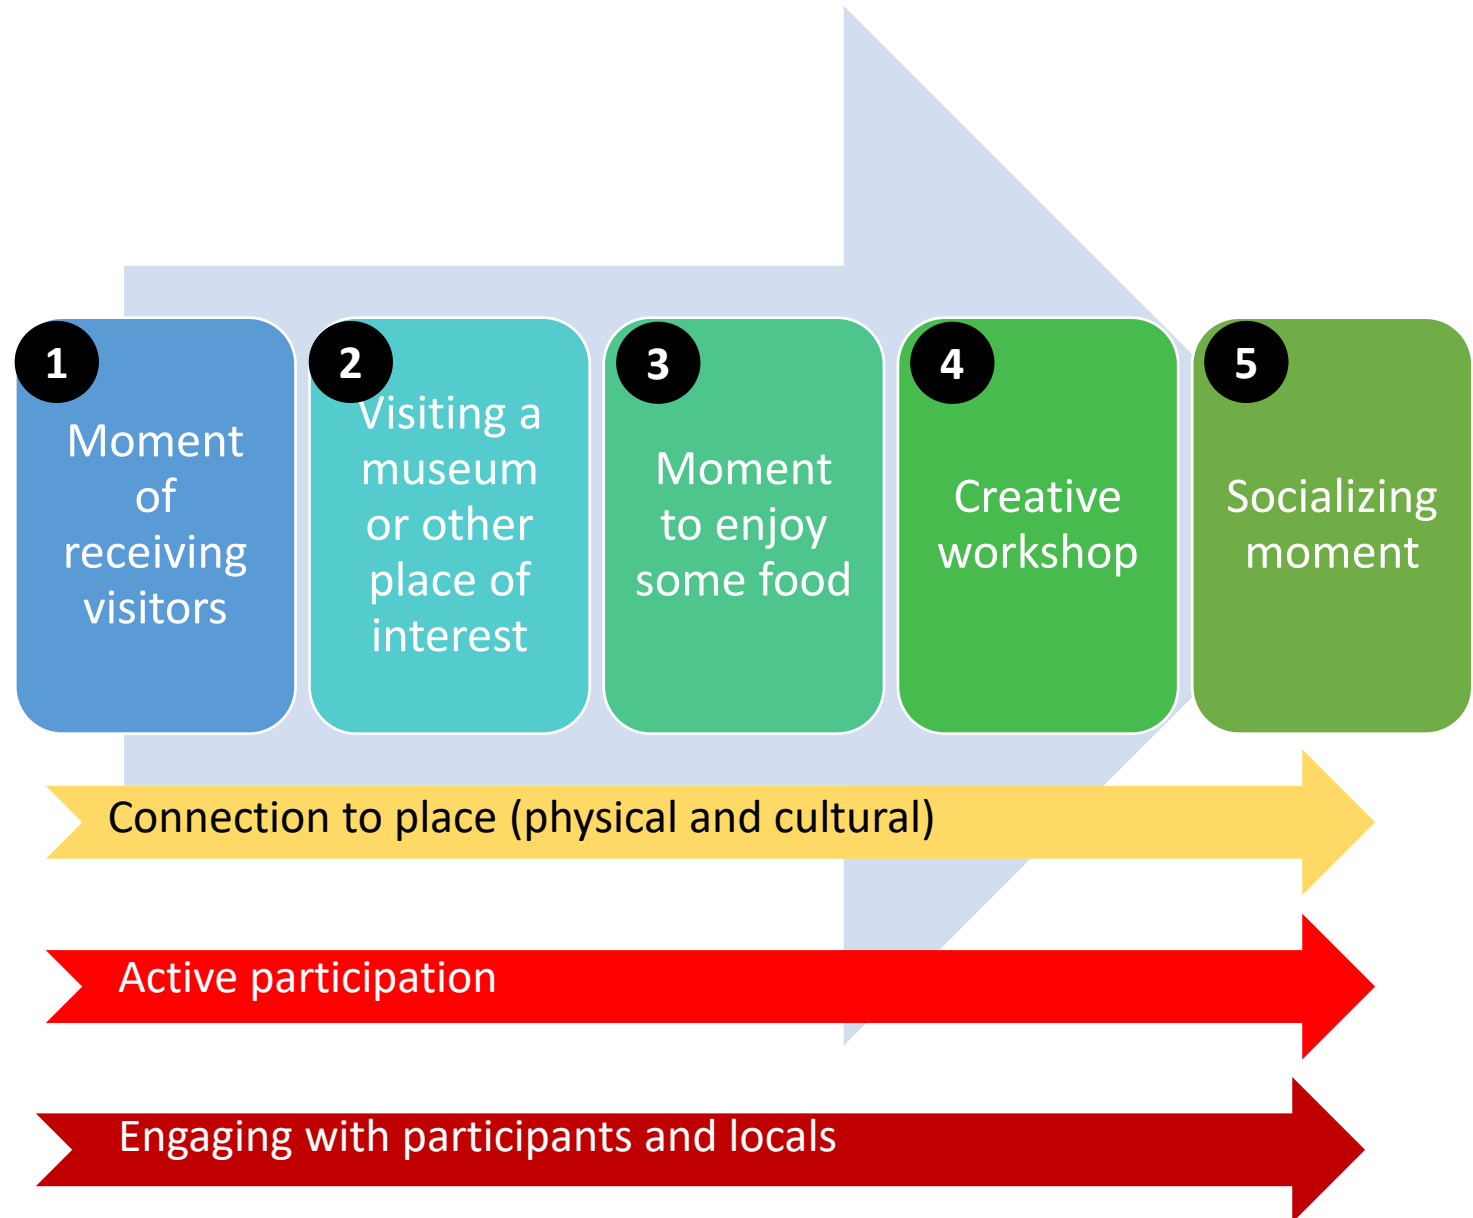 1
Moment
of
receiving
visitors
2
Visiting a
museum
or other
place of
interest
3
Moment
to enjoy
some food
4
Creative
workshop
5
Socializing
moment
Connection to place (physical and cultural)
Active participation
Engaging with participants and locals